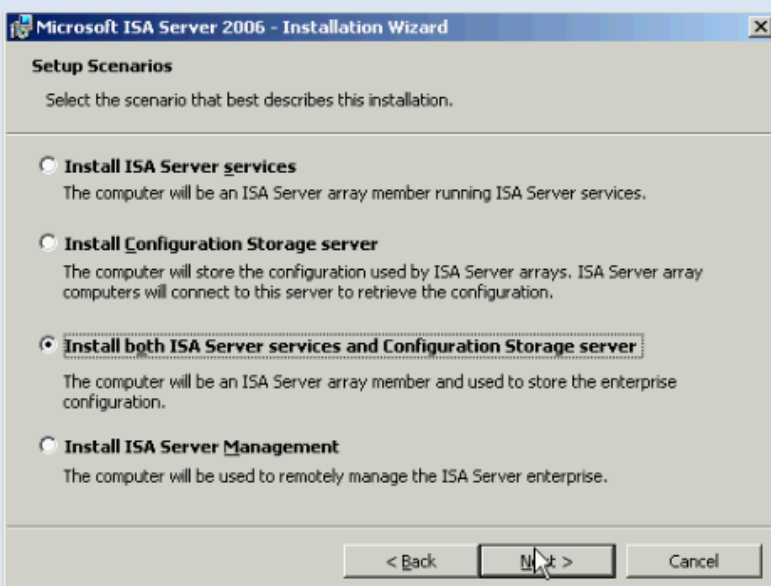 Microsoft ISA Server 2006 - Installation Wizard
Setup Scenarios
Select the scenario that best describes this installation.
Install ISA Server services
The computer will be an ISA Server array member running ISA Server services.
Install Configuration Storage server
The computer will store the configuration used by ISA Server arrays. ISA Server array
computers will connect to this server to retrieve the configuration.
Install both ISA Server services and Configuration Storage server
The computer will be an ISA Server array member and used to store the enterprise
configuration.
Install ISA Server Management
The computer will be used to remotely manage the ISA Server enterprise.
< Back Next > Cancel